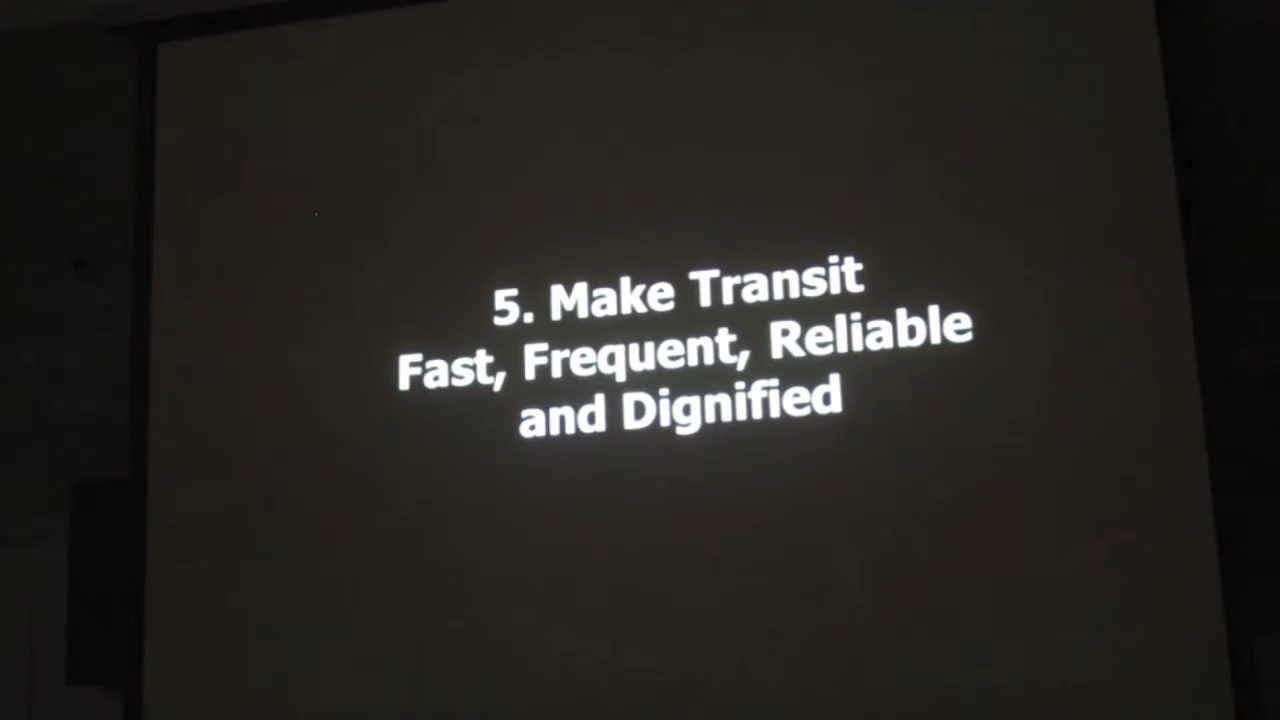 5. Make Transit
Fast, Frequent, Reliable
and Dignified